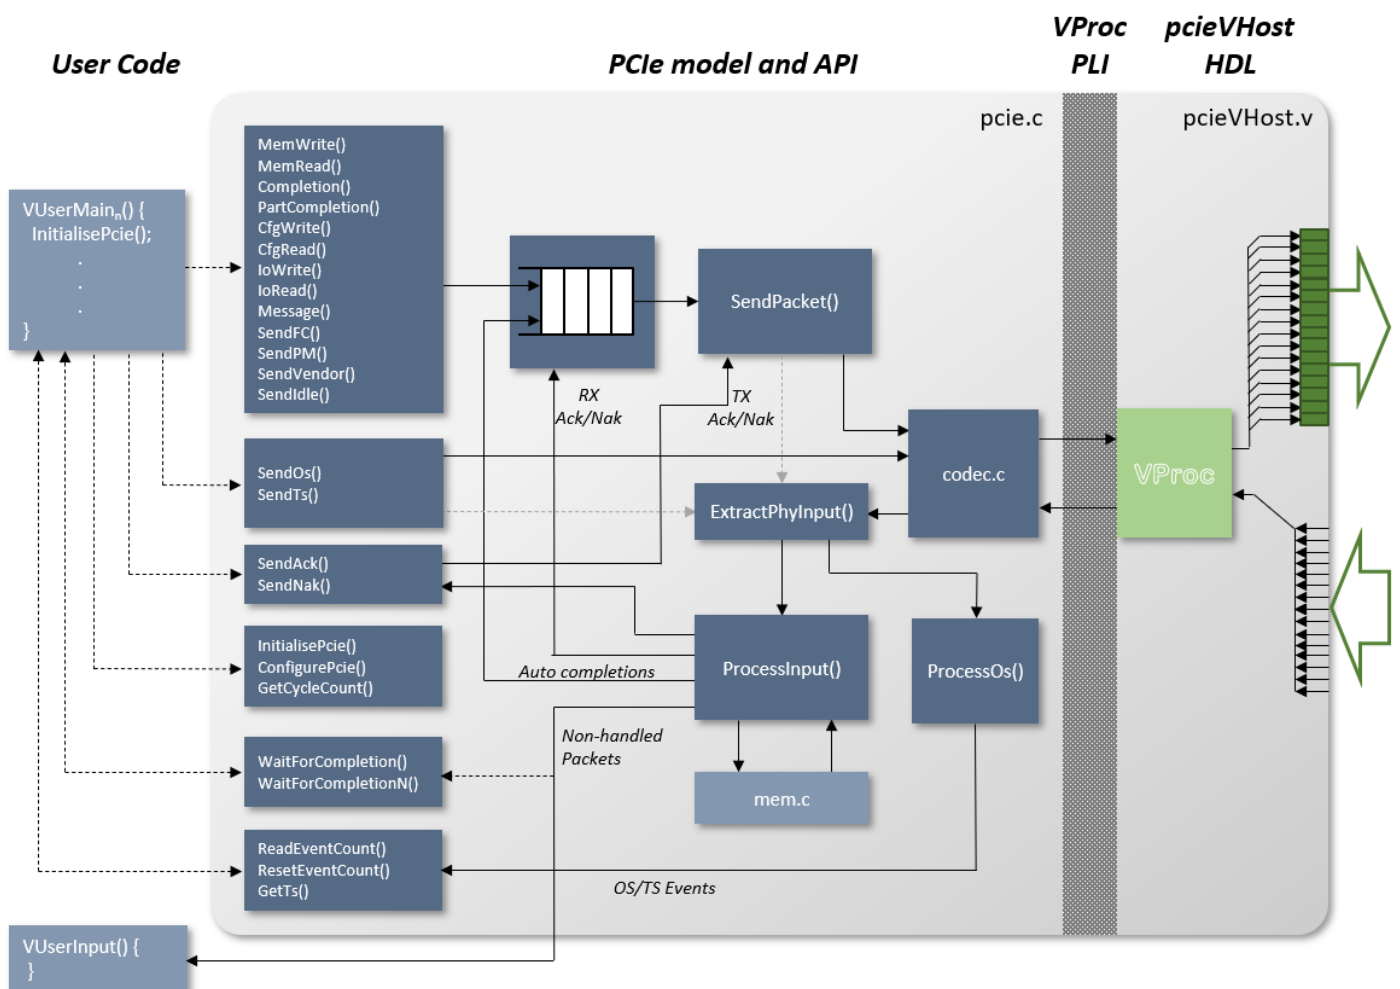 User Code
PCIe model and API
VProc
PLI
pcieVHost
HDL
pcie.c
pcieVHost.v
VUserMainn() {
InitialisePcie();
.
.
.
}
MemWrite()
MemRead()
Completion()
PartCompletion()
CfgWrite()
CfgRead()
IoWrite()
IoRead()
Message()
SendFC()
SendPM()
SendVendor()
SendIdle()
SendPacket()
RX
Ack/Nak
TX
Ack/Nak
SendOs()
SendTs()
codec.c
VProc
ExtractPhyInput()
SendAck()
SendNak()
InitialisePcie()
ConfigurePcie()
GetCycleCount()
Auto completions
ProcessInput()
ProcessOs()
Non-handled
Packets
WaitForCompletion()
WaitForCompletionN()
mem.c
ReadEventCount()
ResetEventCount()
GetTs()
OS/TS Events
VUserInput() {
}